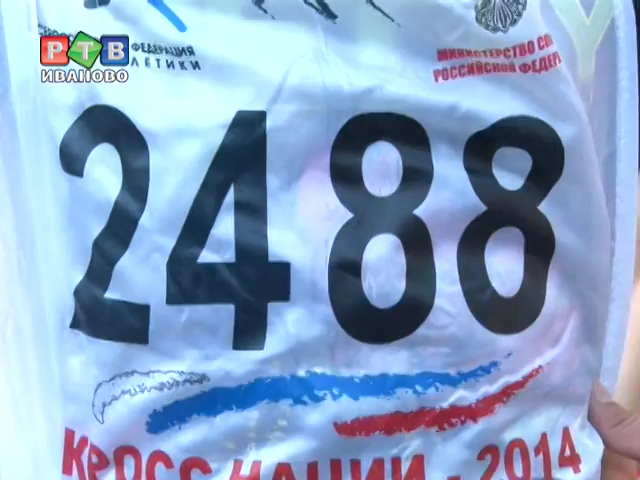 РТВ
ИВАНОВО
ФЕДЕРАЦИЯ
ЛЕТИКИ
МИНИСТЕРСТВО СП
РОССИЙСКОЙ ФЕДЕР
2488
КРОСС НАЦИИ - 2014